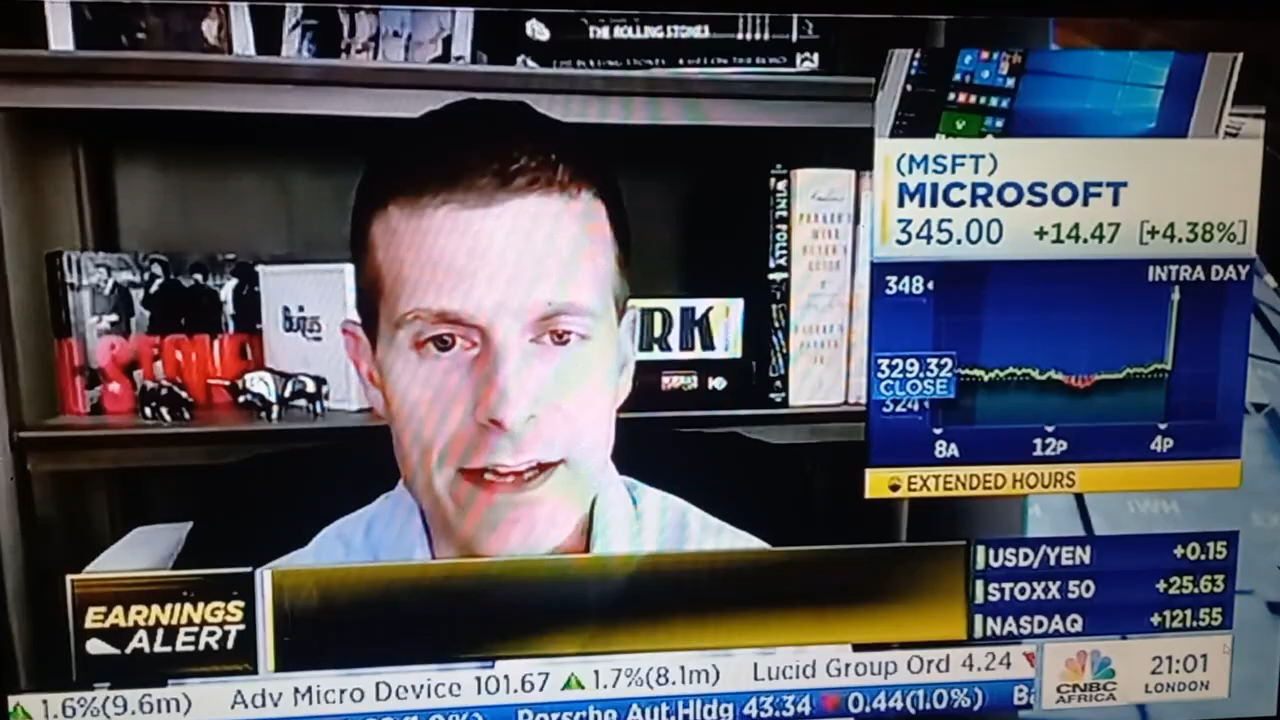 THE ROLLING STONES
(MSFT)
MICROSOFT
345.00 +14.47 [+4.38%]
INTRA DAY
348
329.32
CLOSE
324
8A 12P 4P
EXTENDED HOURS
WINE FOLLY
RK
USD/YEN +0.15
STOXX 50 +25.63
NASDAQ +121.55
EARNINGS
ALERT
1.6%(9.6m) Adv Micro Device 101.67 ▲ 1.7%(8.1m) Lucid Group Ord 4.24
Porsche Aut.Hldg 43.34 ▼ 0.44(1.0%)
CNBC
AFRICA
21:01
LONDON